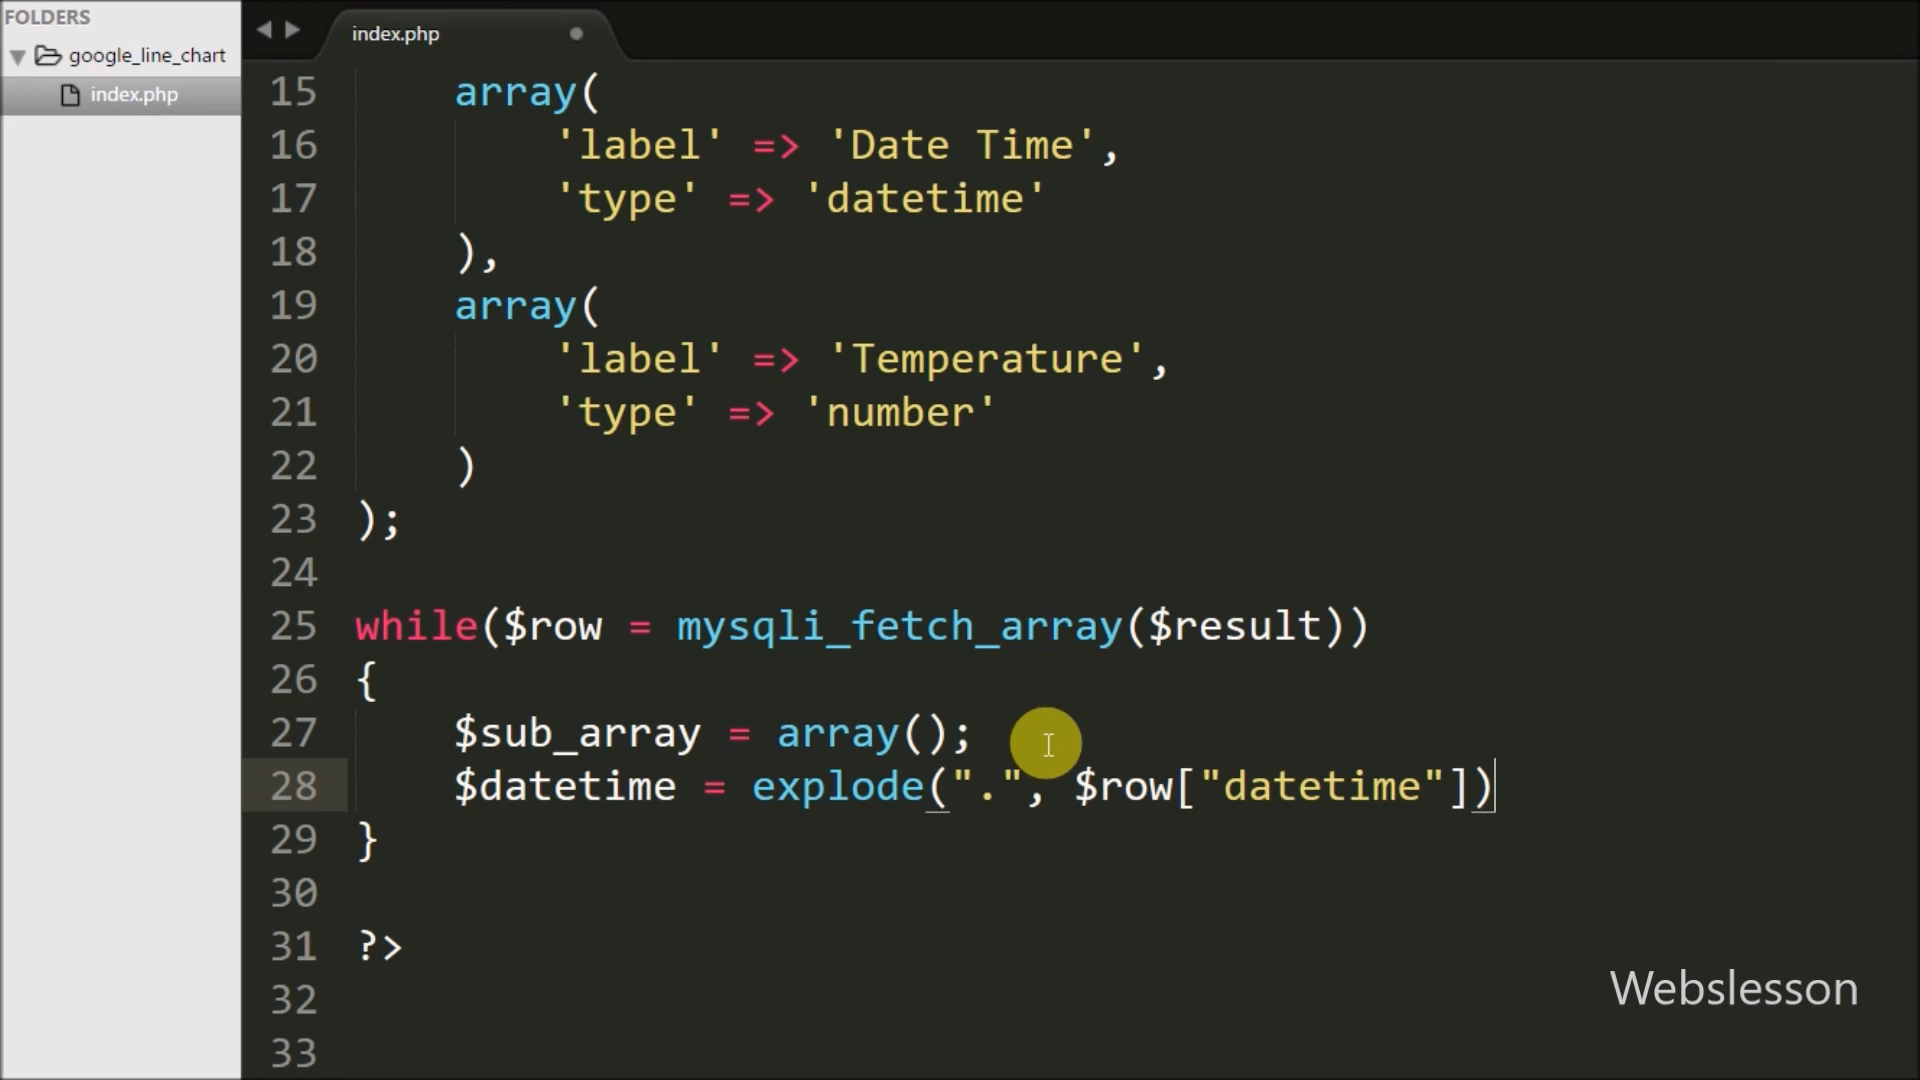 FOLDERS
google_line_chart
index.php
index.php
15 array(
16 'label' => 'Date Time',
17 'type' => 'datetime'
18 ),
19 array(
20 'label' => 'Temperature',
21 'type' => 'number'
22 )
23 );
24
25 while($row = mysqli_fetch_array($result))
26 {
27 $sub_array = array();
28 $datetime = explode(".", $row["datetime"])
29 }
30
31 ?>
32
33
Webslesson